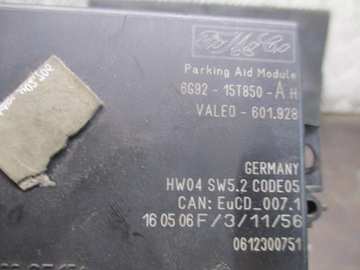 FoMoCo
Parking Aid Module
6G92-15T850-AH
VALEO-601.928
GERMANY
HW04 SW5.2 CODE05
CAN: EuCD_007.1
16 05 06 F/3/11/56
0612300751